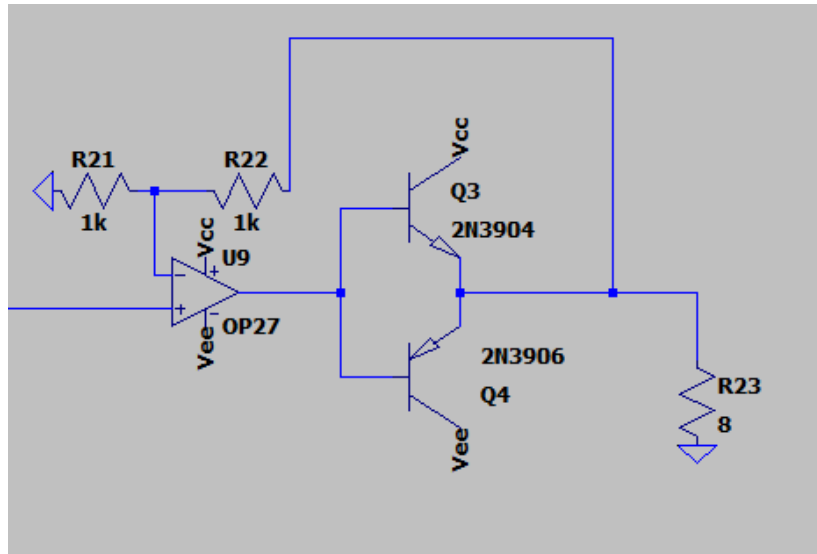 R21
1k
R22
1k
Vcc
U9
OP27
Vee
Vcc
Q3
2N3904
2N3906
Q4
Vee
R23
8